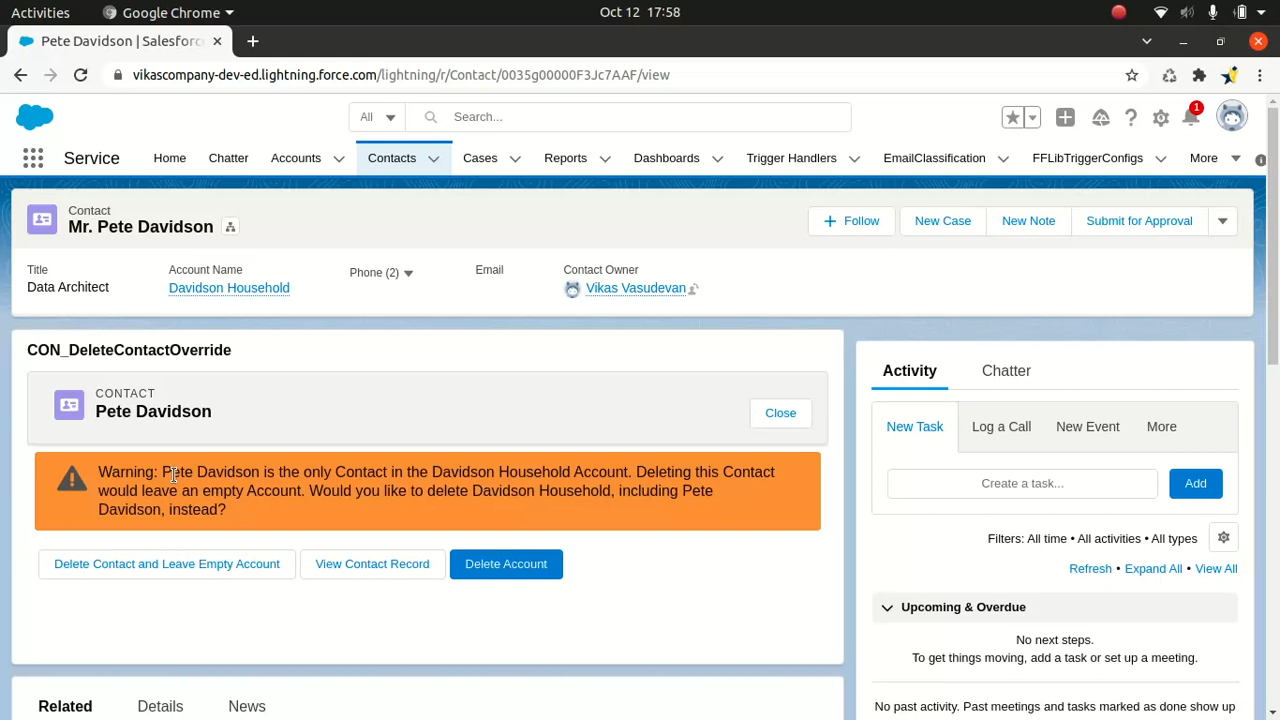 Activities
Google Chrome
Oct 12 17:58
Pete Davidson | Salesforc
vikascompany-dev-ed.lightning.force.com/lightning/r/Contact/0035g00000F3Jc7AAF/view
All
Search...
1
Service
Home
Chatter
Accounts
Contacts
Cases
Reports
Dashboards
Trigger Handlers
EmailClassification
FFLibTriggerConfigs
More
Contact
Mr. Pete Davidson
Follow
New Case
New Note
Submit for Approval
Title
Data Architect
Account Name
Davidson Household
Phone (2)
Email
Contact Owner
Vikas Vasudevan
CON_DeleteContactOverride
CONTACT
Pete Davidson
Close
Warning: Pete Davidson is the only Contact in the Davidson Household Account. Deleting this Contact
would leave an empty Account. Would you like to delete Davidson Household, including Pete
Davidson, instead?
Delete Contact and Leave Empty Account
View Contact Record
Delete Account
Related
Details
News
Activity
Chatter
New Task
Log a Call
New Event
More
Create a task...
Add
Filters: All time • All activities • All types
Refresh • Expand All • View All
Upcoming & Overdue
No next steps.
To get things moving, add a task or set up a meeting.
No past activity. Past meetings and tasks marked as done show up